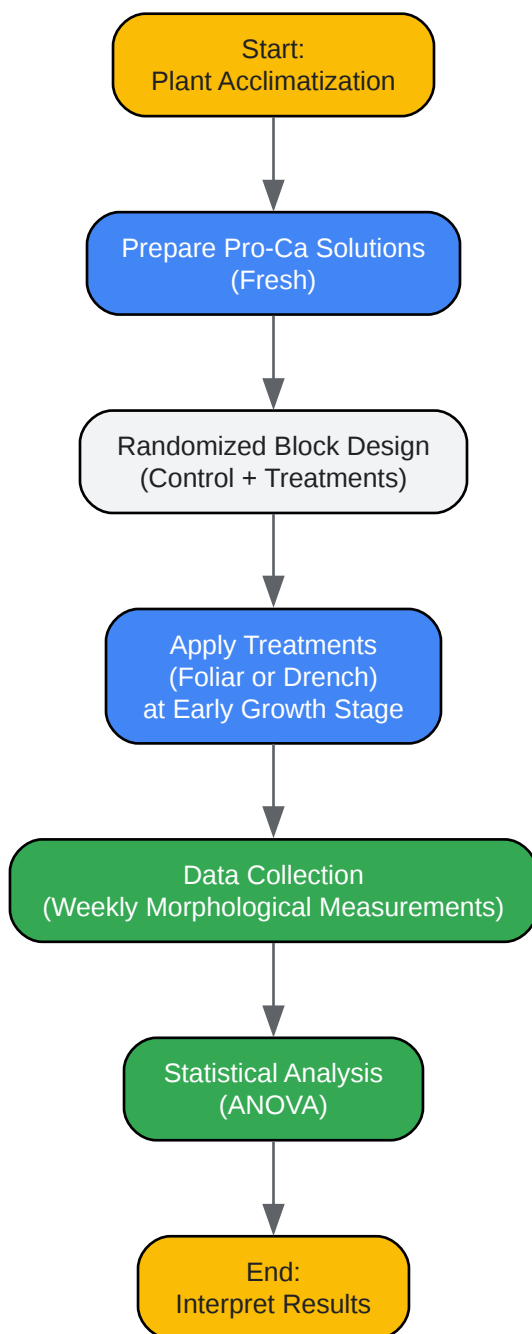 Start:
Plant Acclimatization
Prepare Pro-Ca Solutions
(Fresh)
Randomized Block Design
(Control + Treatments)
Apply Treatments
(Foliar or Drench)
at Early Growth Stage
Data Collection
(Weekly Morphological Measurements)
Statistical Analysis
(ANOVA)
End:
Interpret Results